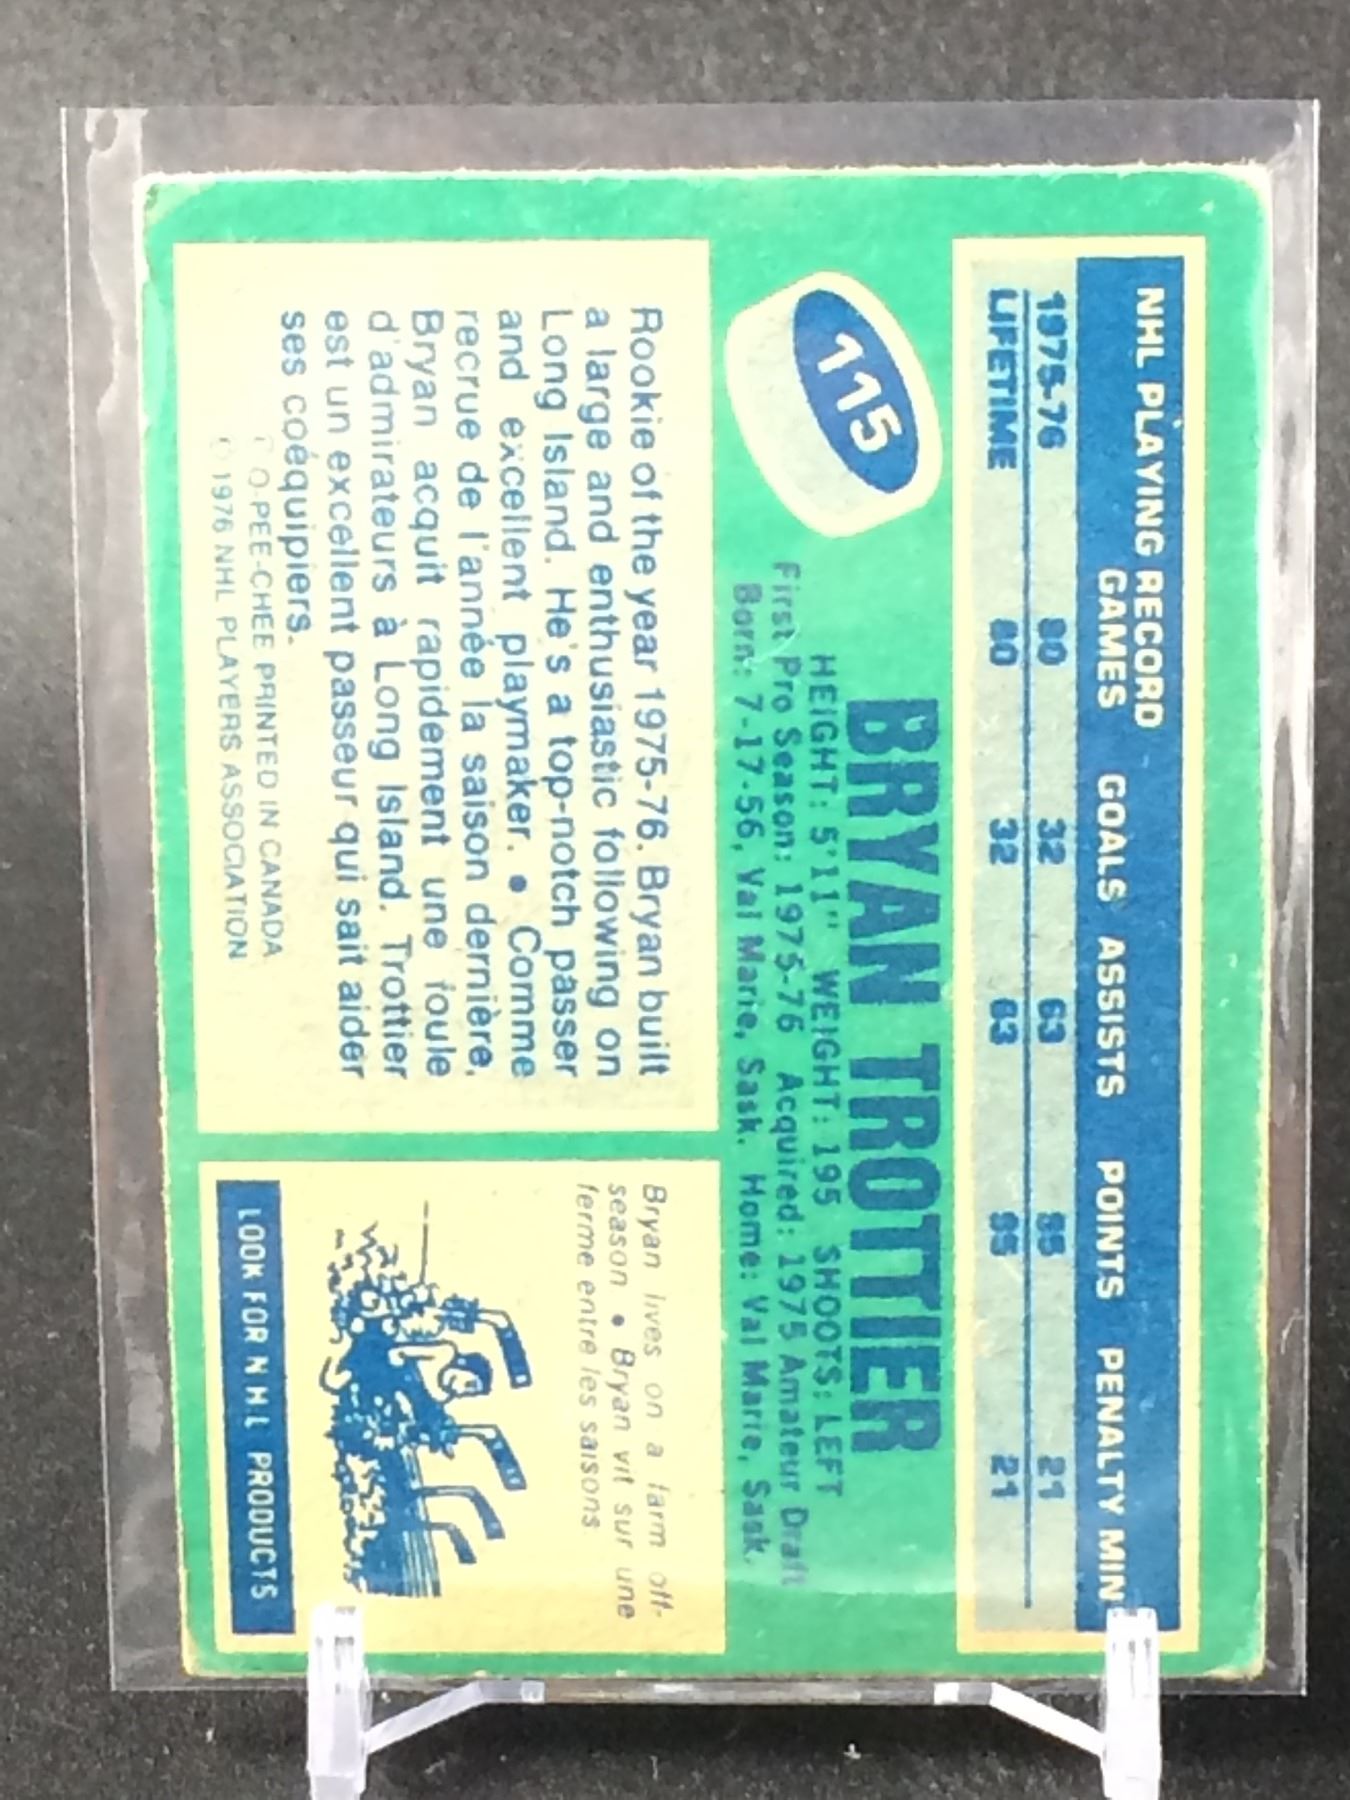 NHL PLAYING RECORD
GAMES GOALS ASSISTS POINTS PENALTY MIN
1975-76 80 32 63 95 21
LIFETIME 80 32 63 95 21
115
BRYAN TROTTIER
HEIGHT: 5'11" WEIGHT: 195 SHOOTS: LEFT
First Pro Season: 1975-76 Acquired: 1975 Amateur Draft
Born: 7-17-56, Val Marie, Sask. Home: Val Marie, Sask.
Rookie of the year 1975-76. Bryan built
a large and enthusiastic following on
Long Island. He's a top-notch passer
and excellent playmaker. • Comme
recrue de l'année la saison dernière,
Bryan acquit rapidement une foule
d'admirateurs à Long Island. Trottier
est un excellent passeur qui sait aider
ses coéquipiers.
Ⓣ O-PEE-CHEE PRINTED IN CANADA
© 1976 NHL PLAYERS ASSOCIATION
Bryan lives on a farm off-
season • Bryan vit sur une
ferme entre les saisons
LOOK FOR NHL PRODUCTS